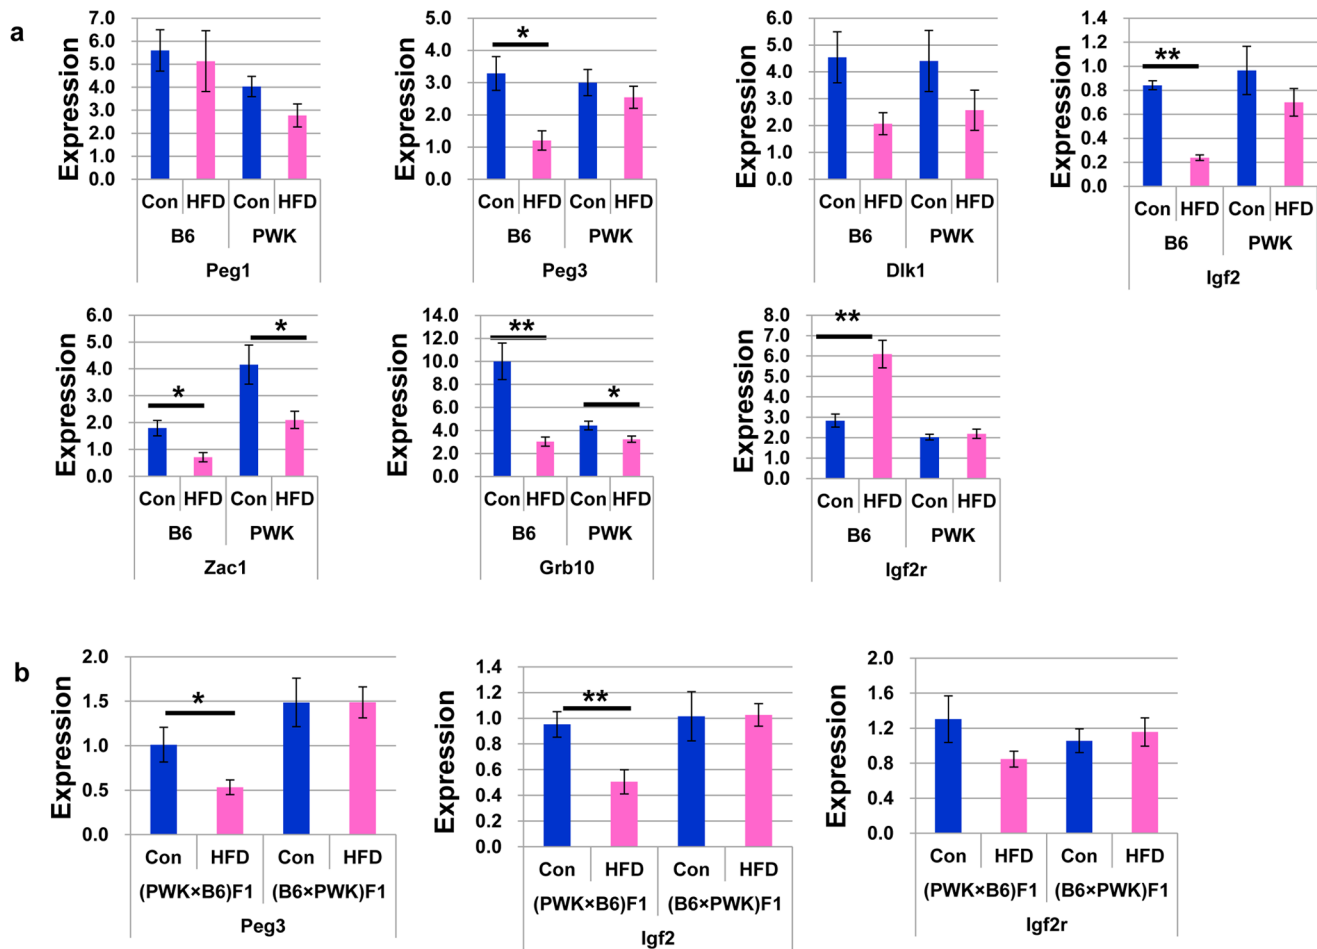 a
Expression
7.0
6.0
5.0
4.0
3.0
2.0
1.0
0.0
Con HFD Con HFD
B6 PWK
Peg1
Expression
5.0
4.0
3.0
2.0
1.0
0.0
*
Con HFD Con HFD
B6 PWK
Peg3
Expression
6.0
5.0
4.0
3.0
2.0
1.0
0.0
Con HFD Con HFD
B6 PWK
Dlk1
Expression
1.4
1.2
1.0
0.8
0.6
0.4
0.2
0.0
**
Con HFD Con HFD
B6 PWK
Igf2
Expression
6.0
5.0
4.0
3.0
2.0
1.0
0.0
* *
Con HFD Con HFD
B6 PWK
Zac1
Expression
14.0
12.0
10.0
8.0
6.0
4.0
2.0
0.0
** *
Con HFD Con HFD
B6 PWK
Grb10
Expression
8.0
7.0
6.0
5.0
4.0
3.0
2.0
1.0
0.0
**
Con HFD Con HFD
B6 PWK
Igf2r
b
Expression
2.0
1.5
1.0
0.5
0.0
*
Con HFD Con HFD
(PWK×B6)F1 (B6×PWK)F1
Peg3
Expression
1.4
1.2
1.0
0.8
0.6
0.4
0.2
0.0
**
Con HFD Con HFD
(PWK×B6)F1 (B6×PWK)F1
Igf2
Expression
2.0
1.6
1.2
0.8
0.4
0.0
Con HFD Con HFD
(PWK×B6)F1 (B6×PWK)F1
Igf2r